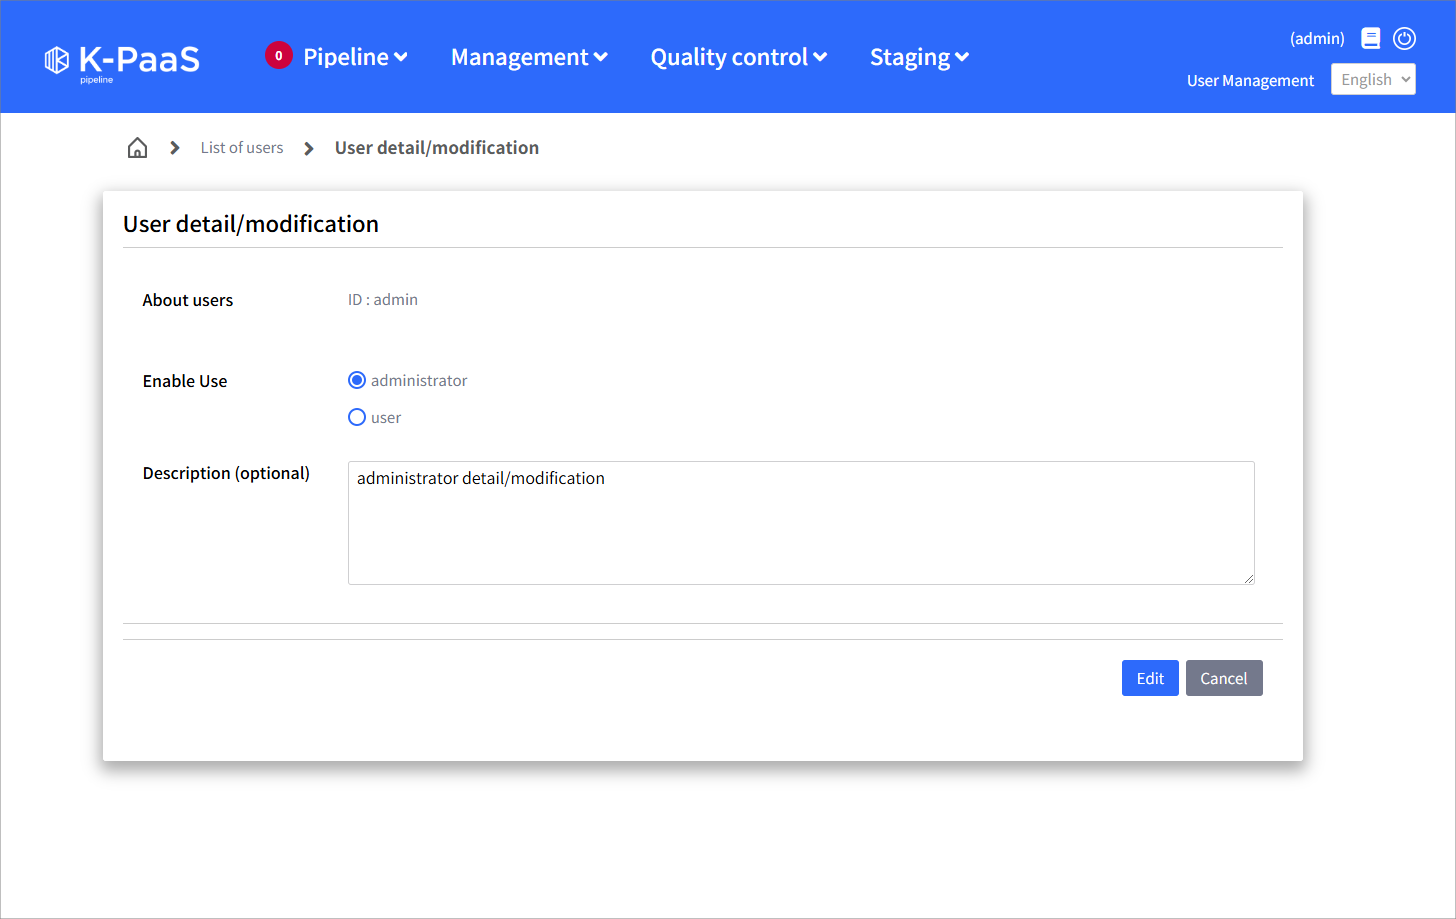 K-PaaS
pipeline
0 Pipeline Management Quality control Staging
(admin)
User Management English
List of users User detail/modification
User detail/modification
About users ID : admin
Enable Use administrator
user
Description (optional) administrator detail/modification
Edit Cancel